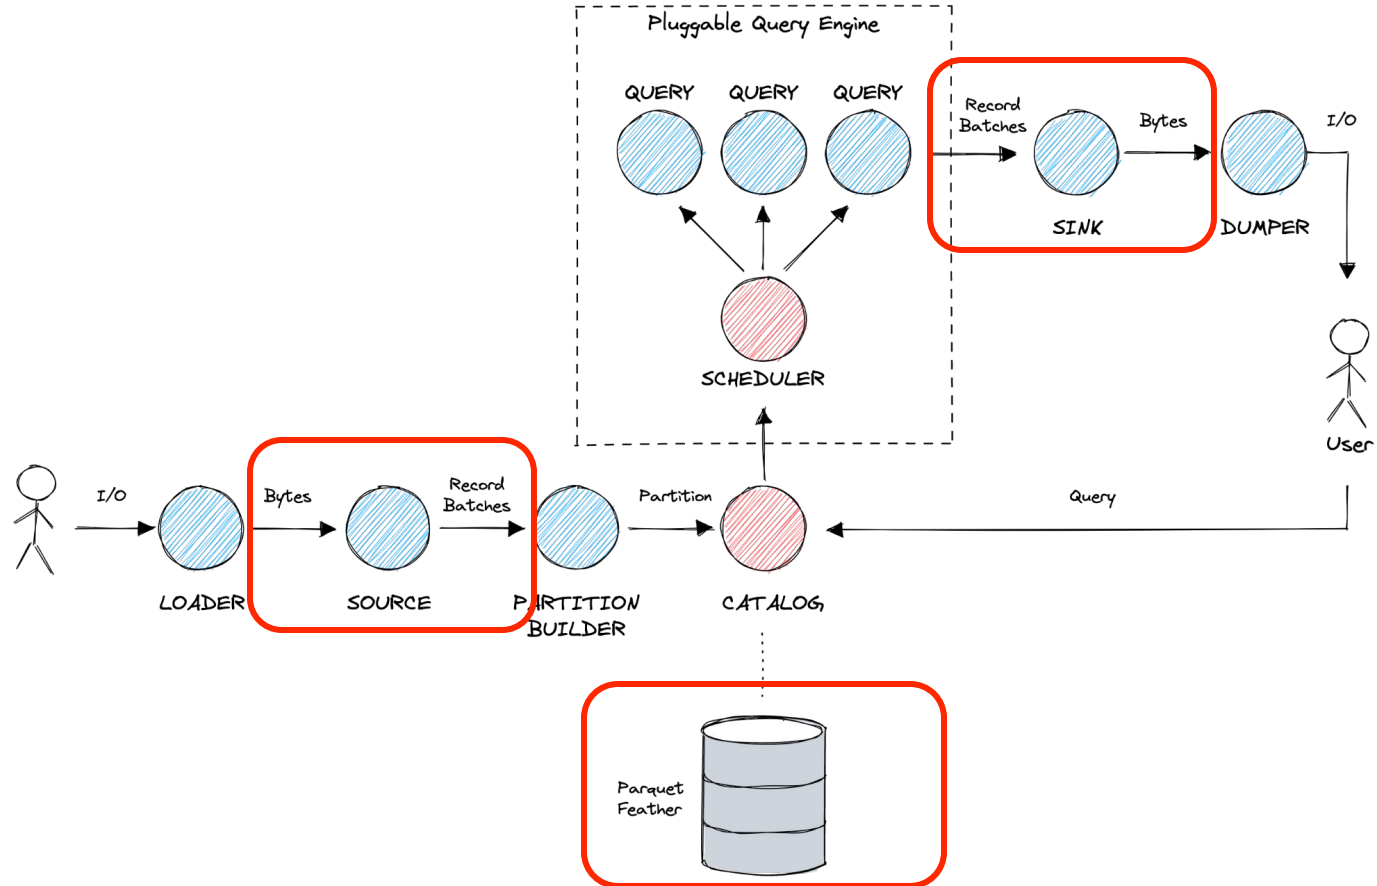 Pluggable Query Engine
QUERY
QUERY
QUERY
Record
Batches
Bytes
I/O
SINK
DUMPER
SCHEDULER
User
I/O
Bytes
Record
Batches
Partition
Query
LOADER
SOURCE
PARTITION
BUILDER
CATALOG
Parquet
Feather